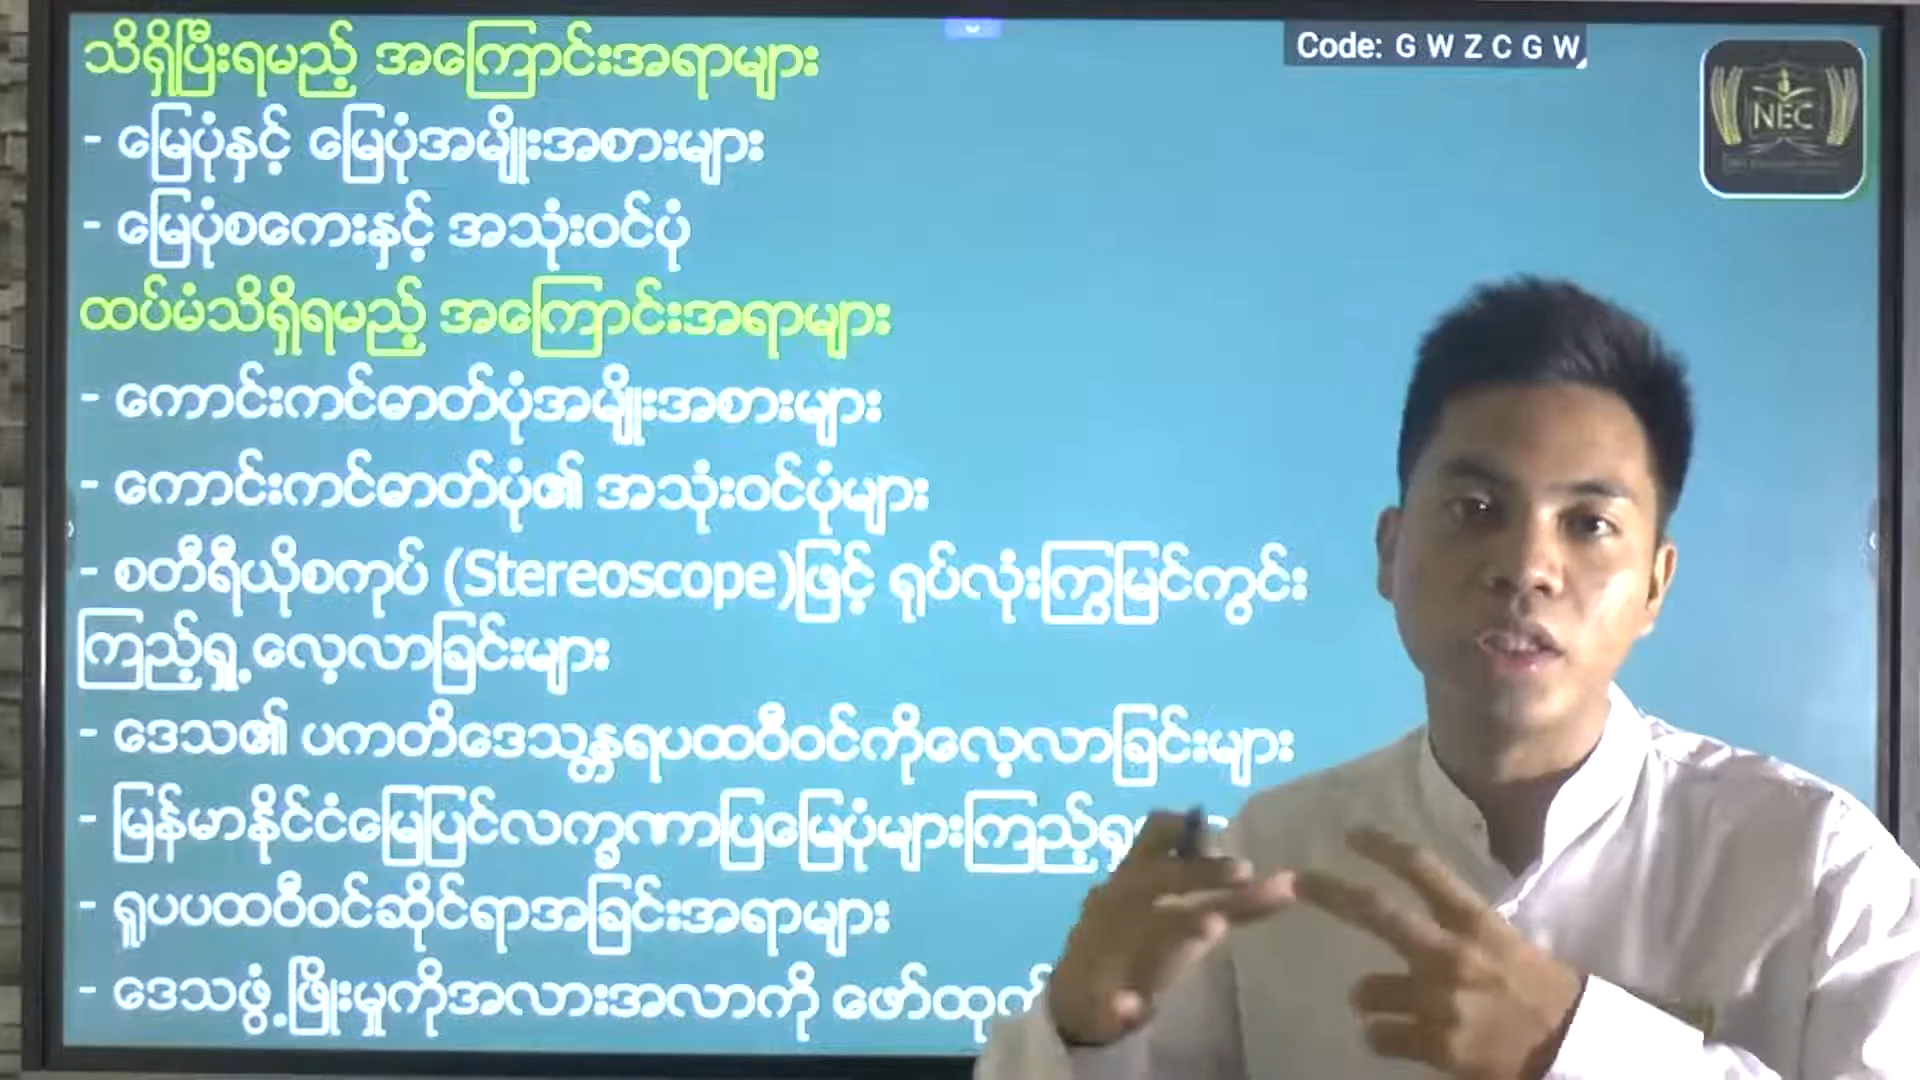 သိရှိပြီးရမည့် အကြောင်းအရာများ
Code: G W Z C G W
NEC
- မြေပုံနှင့် မြေပုံအမျိုးအစားများ
- မြေပုံစကေးနှင့် အသုံးဝင်ပုံ
ထပ်မံသိရှိရမည့် အကြောင်းအရာများ
- ကောင်းကင်ဓာတ်ပုံအမျိုးအစားများ
- ကောင်းကင်ဓာတ်ပုံ၏ အသုံးဝင်ပုံများ
- စတီရီယိုစကုပ် (Stereoscope)ဖြင့် ရုပ်လုံးကြွမြင်ကွင်း
ကြည့်ရှု့လေ့လာခြင်းများ
- ဒေသ၏ ပကတိဒေသန္တရပထဝီဝင်ကိုလေ့လာခြင်းများ
- မြန်မာနိုင်ငံမြေပြင်လက္ခဏာပြမြေပုံများကြည့်ရှု
- ရူပပထဝီဝင်ဆိုင်ရာအခြင်းအရာများ
- ဒေသဖွံ့ဖြိုးမှုကိုအလားအလာကို ဖော်ထုတ်